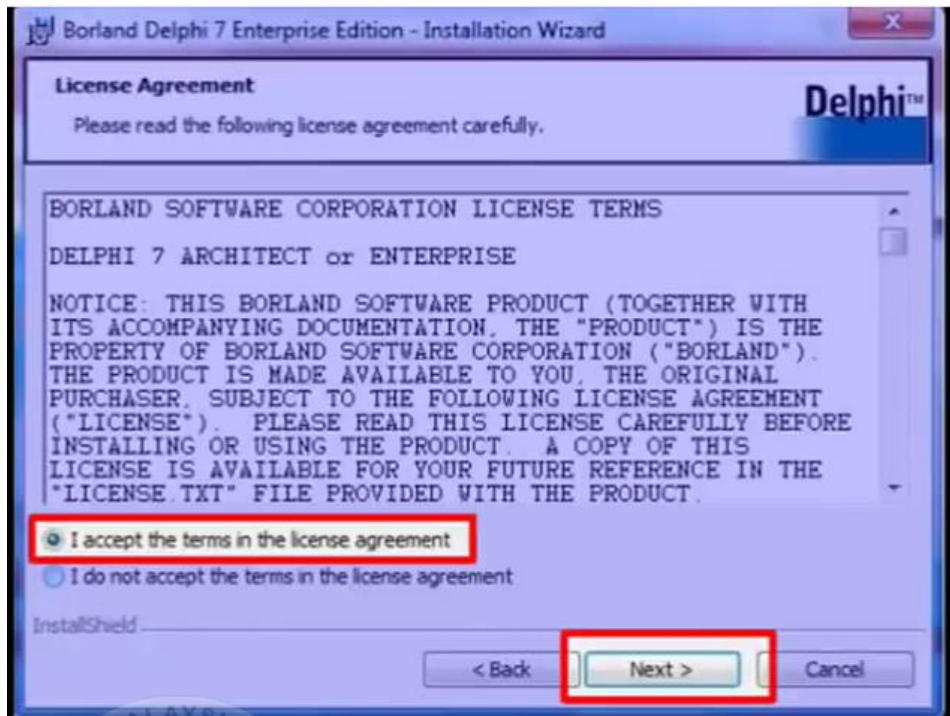 Borland Delphi 7 Enterprise Edition - Installation Wizard
License Agreement
Please read the following license agreement carefully.
Delphi™
BORLAND SOFTWARE CORPORATION LICENSE TERMS
DELPHI 7 ARCHITECT or ENTERPRISE
NOTICE: THIS BORLAND SOFTWARE PRODUCT (TOGETHER WITH
ITS ACCOMPANYING DOCUMENTATION, THE "PRODUCT") IS THE
PROPERTY OF BORLAND SOFTWARE CORPORATION ("BORLAND").
THE PRODUCT IS MADE AVAILABLE TO YOU, THE ORIGINAL
PURCHASER, SUBJECT TO THE FOLLOWING LICENSE AGREEMENT
("LICENSE"). PLEASE READ THIS LICENSE CAREFULLY BEFORE
INSTALLING OR USING THE PRODUCT. A COPY OF THIS
LICENSE IS AVAILABLE FOR YOUR FUTURE REFERENCE IN THE
"LICENSE.TXT" FILE PROVIDED WITH THE PRODUCT.
I accept the terms in the license agreement
I do not accept the terms in the license agreement
InstallShield
< Back
Next >
Cancel